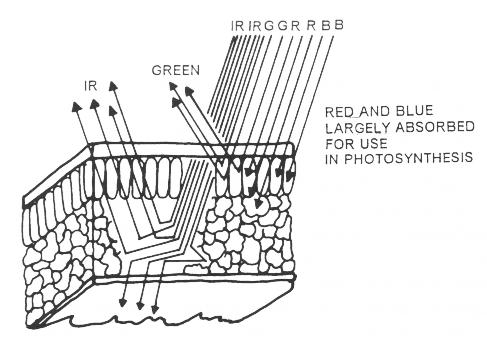 IR IR G G R R B B
GREEN
IR
RED AND BLUE
LARGELY ABSORBED
FOR USE
IN PHOTOSYNTHESIS